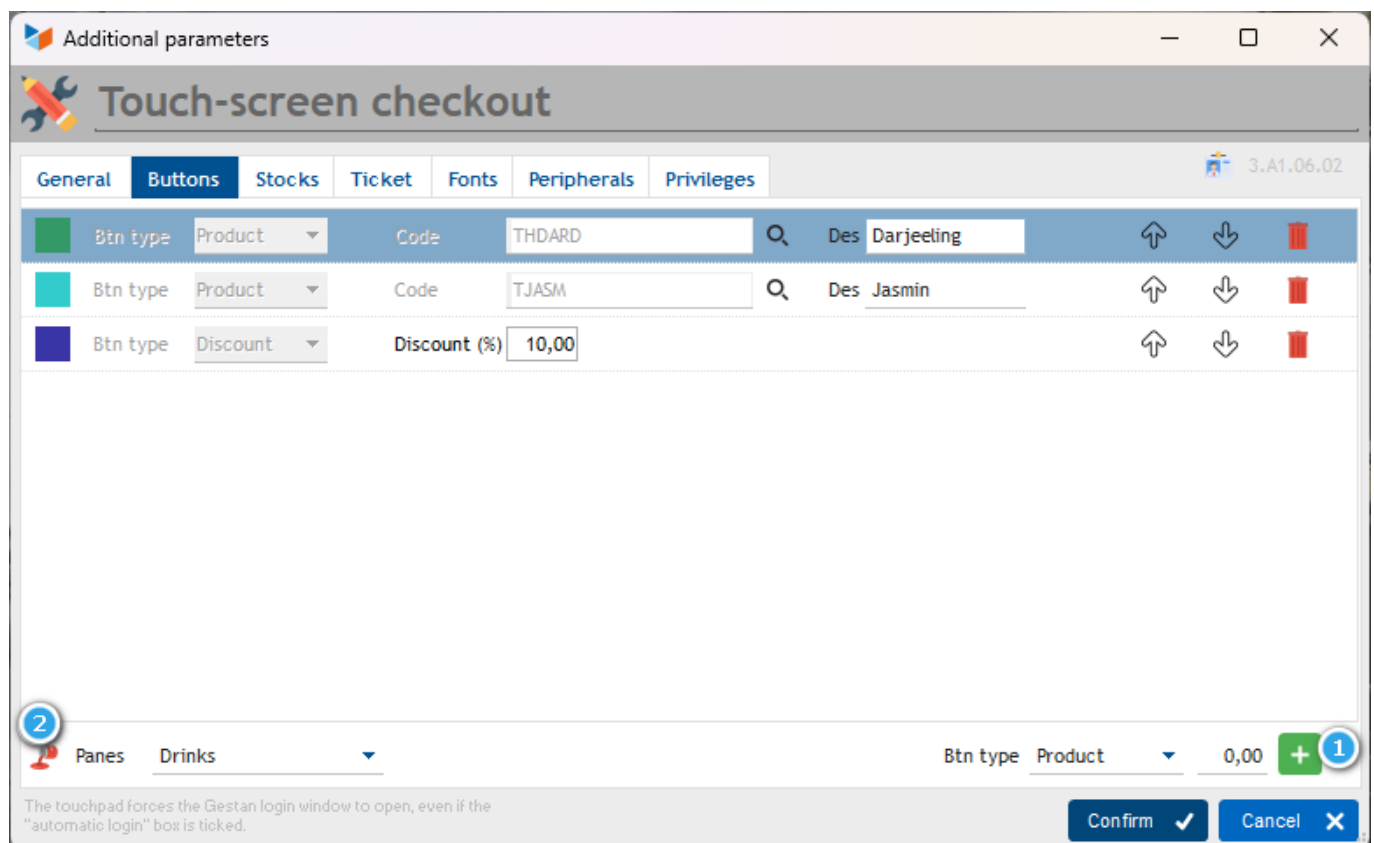 Additional parameters
Touch-screen checkout
General Buttons Stocks Ticket Fonts Peripherals Privileges 3.A1.06.02
Btn type Product Code THDARD Des Darjeeling
Btn type Product Code TJASM Des Jasmin
Btn type Discount Discount (%) 10,00
2
Panes Drinks Btn type Product 0,00 + 1
The touchpad forces the Gestan login window to open, even if the
"automatic login" box is ticked.
Confirm Cancel